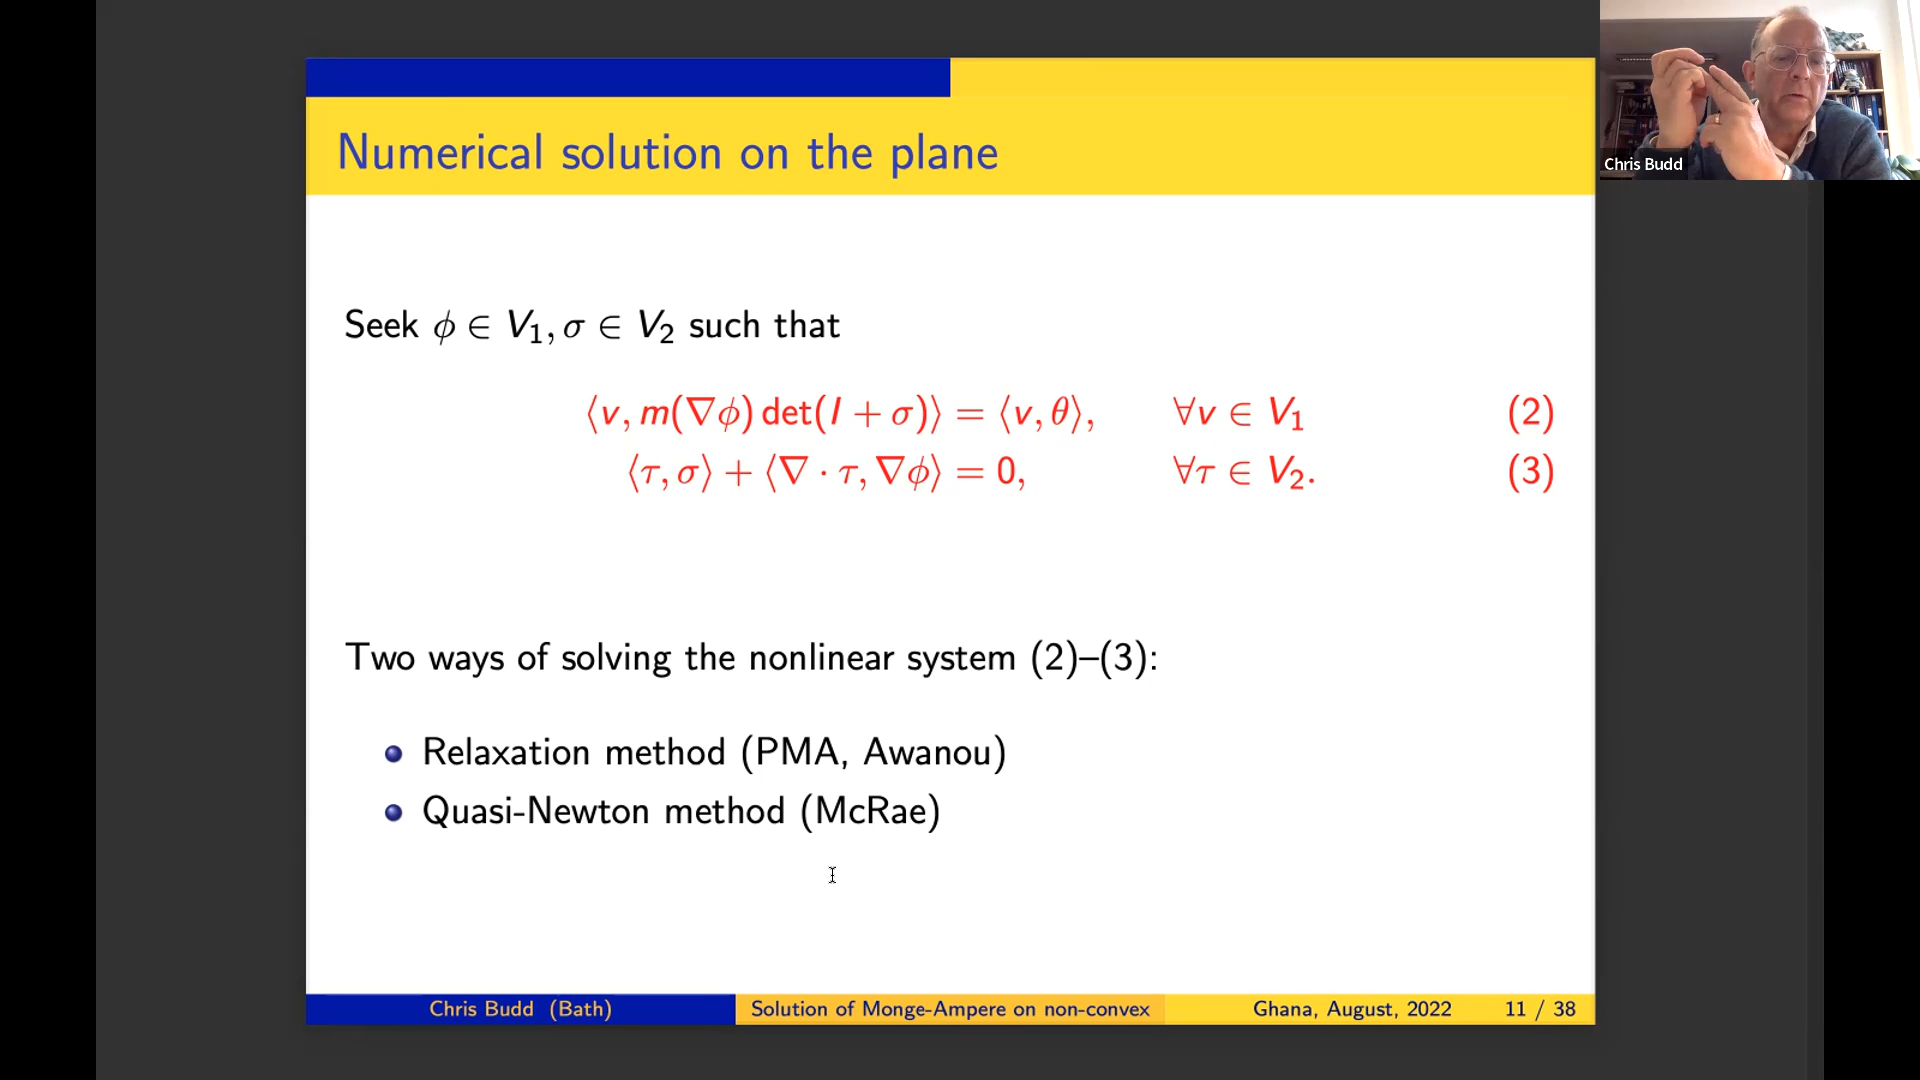 Chris Budd
Numerical solution on the plane
Seek ϕ ∈ V₁, σ ∈ V₂ such that
⟨v, m(∇ϕ) det(I + σ)⟩ = ⟨v, θ⟩, ∀v ∈ V₁ (2)
⟨τ, σ⟩ + ⟨∇ · τ, ∇ϕ⟩ = 0, ∀τ ∈ V₂. (3)
Two ways of solving the nonlinear system (2)–(3):
Relaxation method (PMA, Awanou)
Quasi-Newton method (McRae)
Chris Budd (Bath) Solution of Monge-Ampere on non-convex Ghana, August, 2022 11 / 38